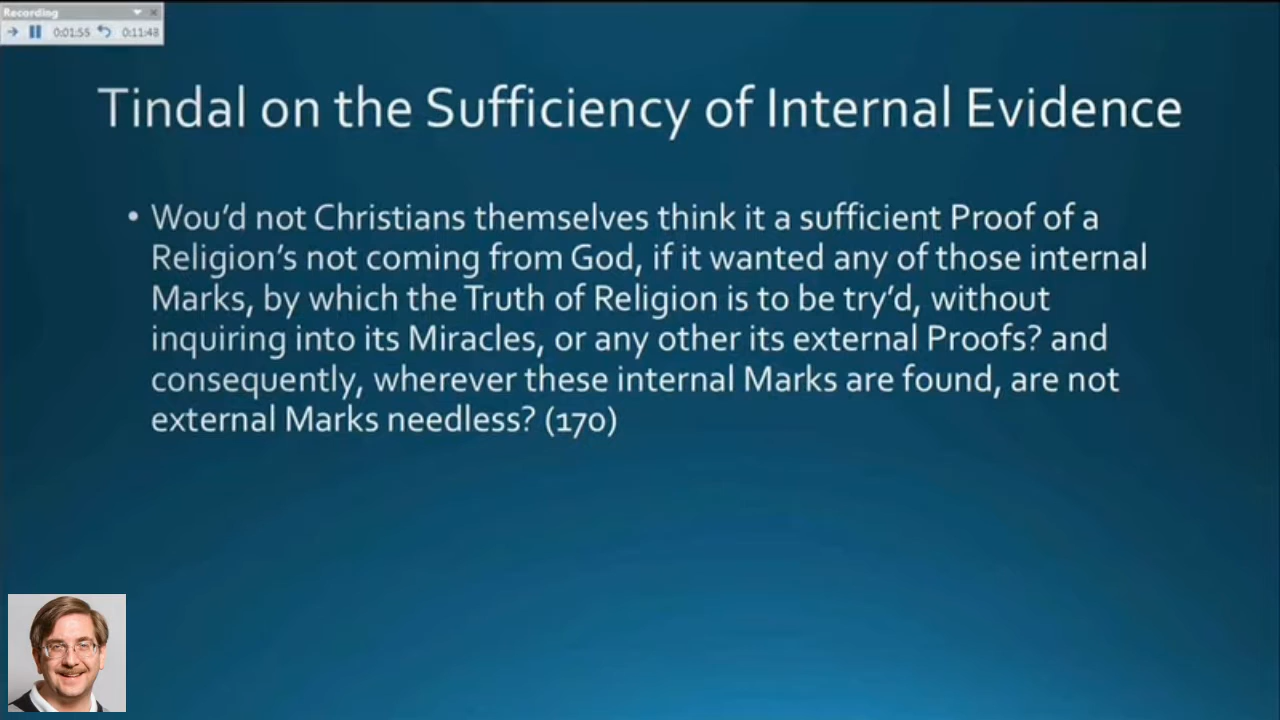 Recording
0:01:55 0:11:43
Tindal on the Sufficiency of Internal Evidence
• Wou’d not Christians themselves think it a sufficient Proof of a
Religion’s not coming from God, if it wanted any of those internal
Marks, by which the Truth of Religion is to be try’d, without
inquiring into its Miracles, or any other its external Proofs? and
consequently, wherever these internal Marks are found, are not
external Marks needless? (170)